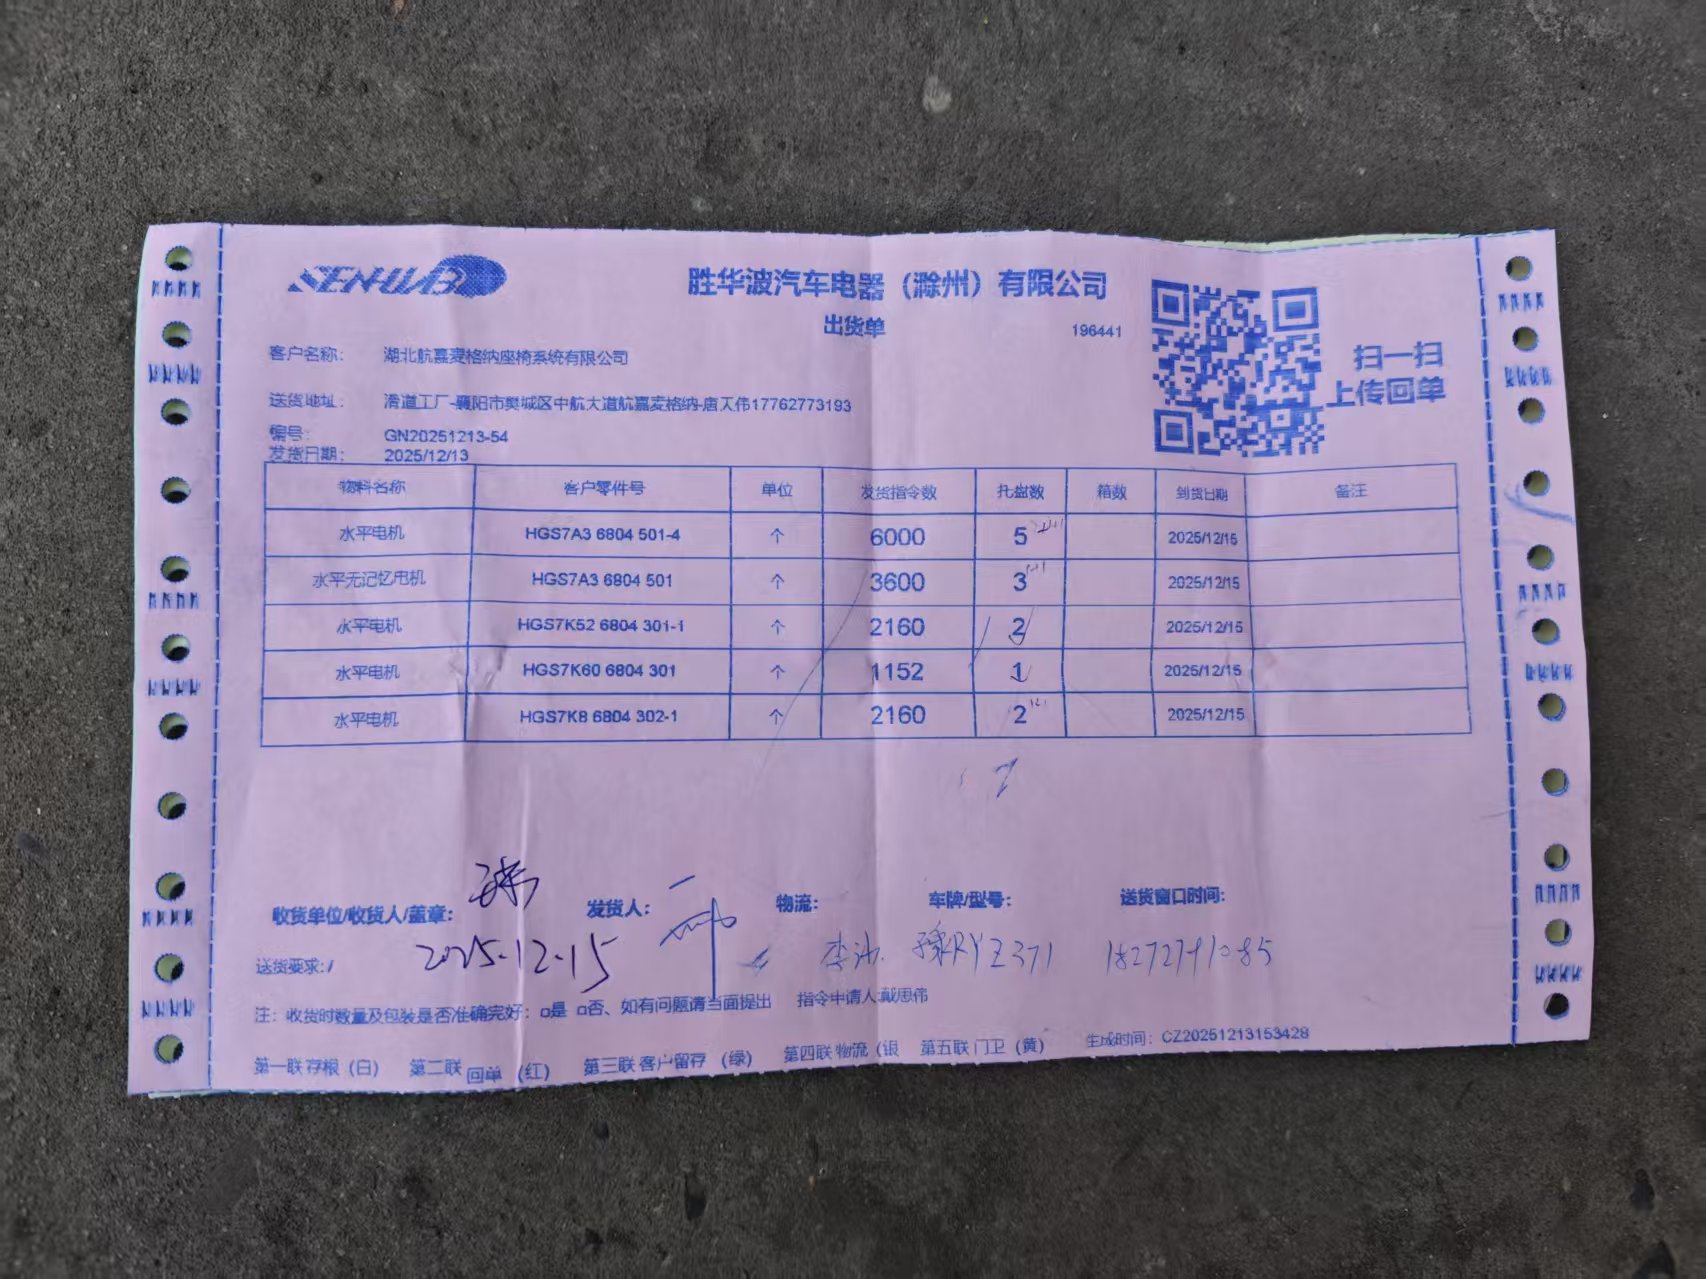 SENHUAB
胜华波汽车电器（滁州）有限公司
出货单
196441
扫一扫
上传回单
客户名称： 湖北航嘉麦格纳座椅系统有限公司
送货地址： 滑道工厂-襄阳市樊城区中航大道航嘉麦格纳-唐天伟17762773193
编号： GN20251213-54
发货日期： 2025/12/13
物料名称 客户零件号 单位 发货指令数 托盘数 箱数 到货日期 备注
水平电机 HGS7A3 6804 501-4 个 6000 5 2025/12/15
水平无记忆电机 HGS7A3 6804 501 个 3600 3 2025/12/15
水平电机 HGS7K52 6804 301-1 个 2160 2 2025/12/15
水平电机 HGS7K60 6804 301 个 1152 1 2025/12/15
水平电机 HGS7K8 6804 302-1 个 2160 2 2025/12/15
收货单位/收货人/盖章： 发货人： 物流： 车牌/型号： 送货窗口时间：
送货要求：/ 2025.12.15
注：收货时数量及包装是否准确完好：□是 □否、如有问题请当面提出 指令申请人:戴思伟
第一联 存根（白） 第二联 回单（红） 第三联 客户留存 （绿） 第四联 物流（银 第五联 门卫（黄） 生成时间：CZ20251213153428